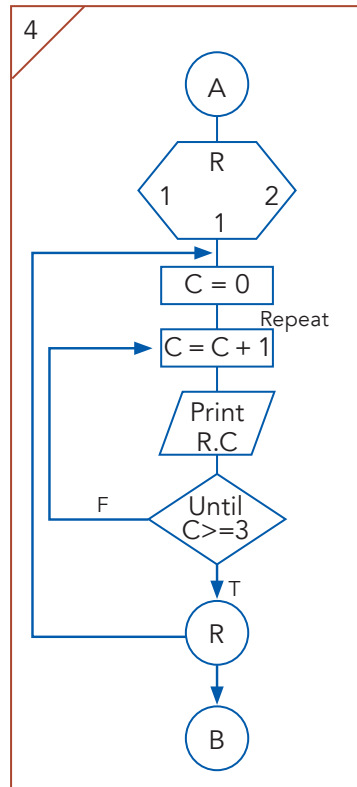 4
A
R
1 2
1
C = 0
Repeat
C = C + 1
Print
R.C
Until
C>=3
F
T
R
B